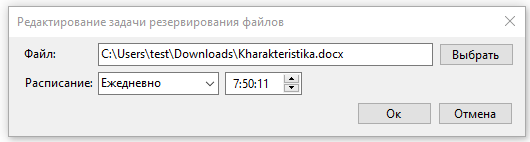 Редактирование задачи резервирования файлов
Файл: C:\Users\test\Downloads\Kharakteristika.docx Выбрать
Расписание: Ежедневно 7:50:11
Ок Отмена